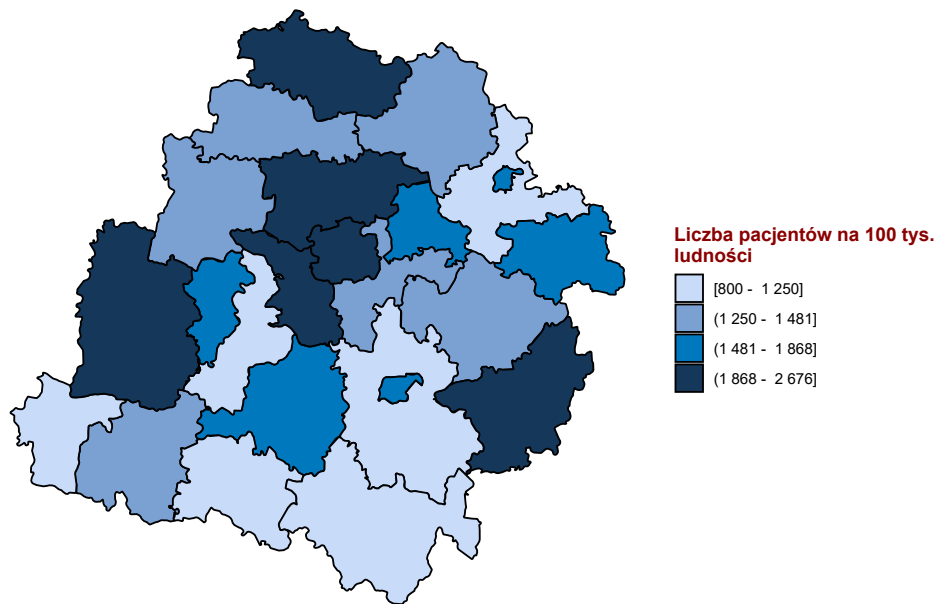 Liczba pacjentów na 100 tys.
ludności
[800 - 1 250]
(1 250 - 1 481]
(1 481 - 1 868]
(1 868 - 2 676]